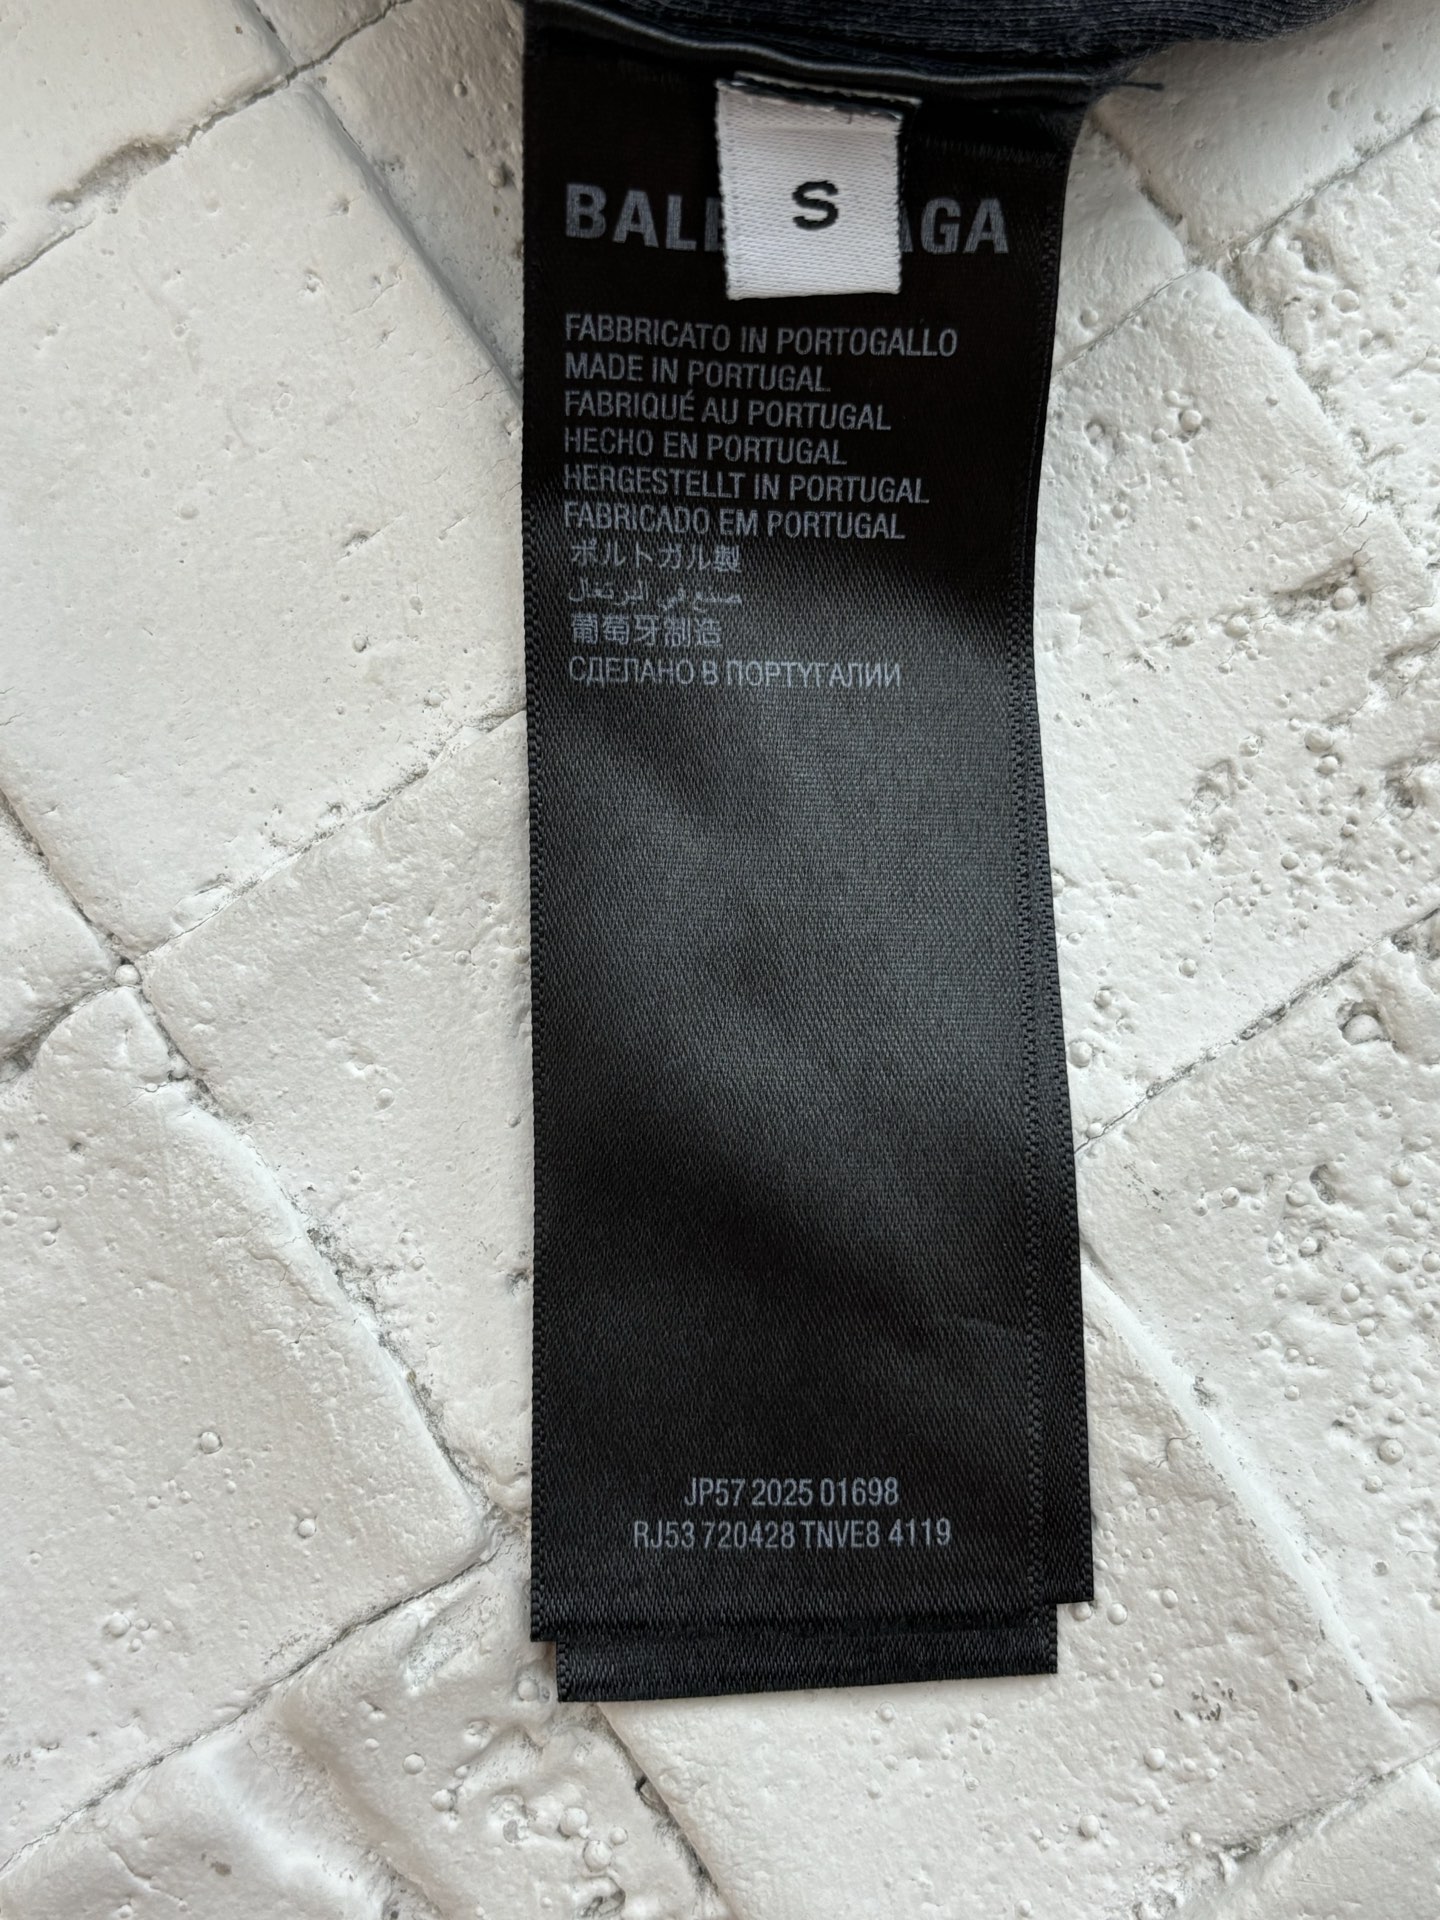 S
BAL AGA
FABBRICATO IN PORTOGALLO
MADE IN PORTUGAL
FABRIQUÉ AU PORTUGAL
HECHO EN PORTUGAL
HERGESTELLT IN PORTUGAL
FABRICADO EM PORTUGAL
ポルトガル製
صنع في البرتغال
葡萄牙制造
СДЕЛАНО В ПОРТУГАЛИИ
JP57 2025 01698
RJ53 720428 TNVE8 4119